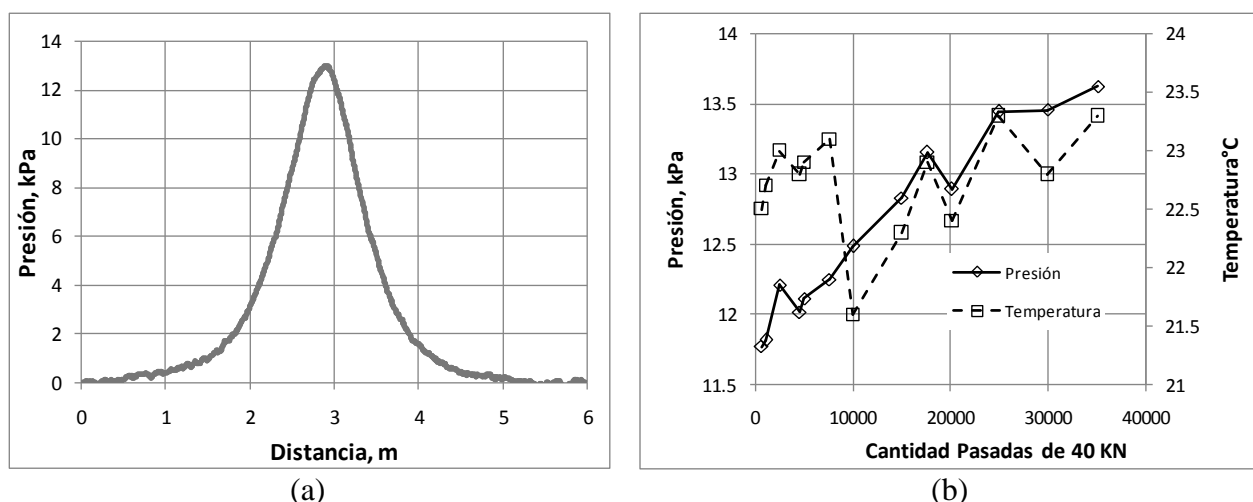 14
12
10
8
6
4
2
0
Presión, kPa
0 1 2 3 4 5 6
Distancia, m
(a)
14
13.5
13
12.5
12
11.5
Presión, kPa
24
23.5
23
22.5
22
21.5
21
Temperatura°C
Presión
Temperatura
0 10000 20000 30000 40000
Cantidad Pasadas de 40 KN
(b)